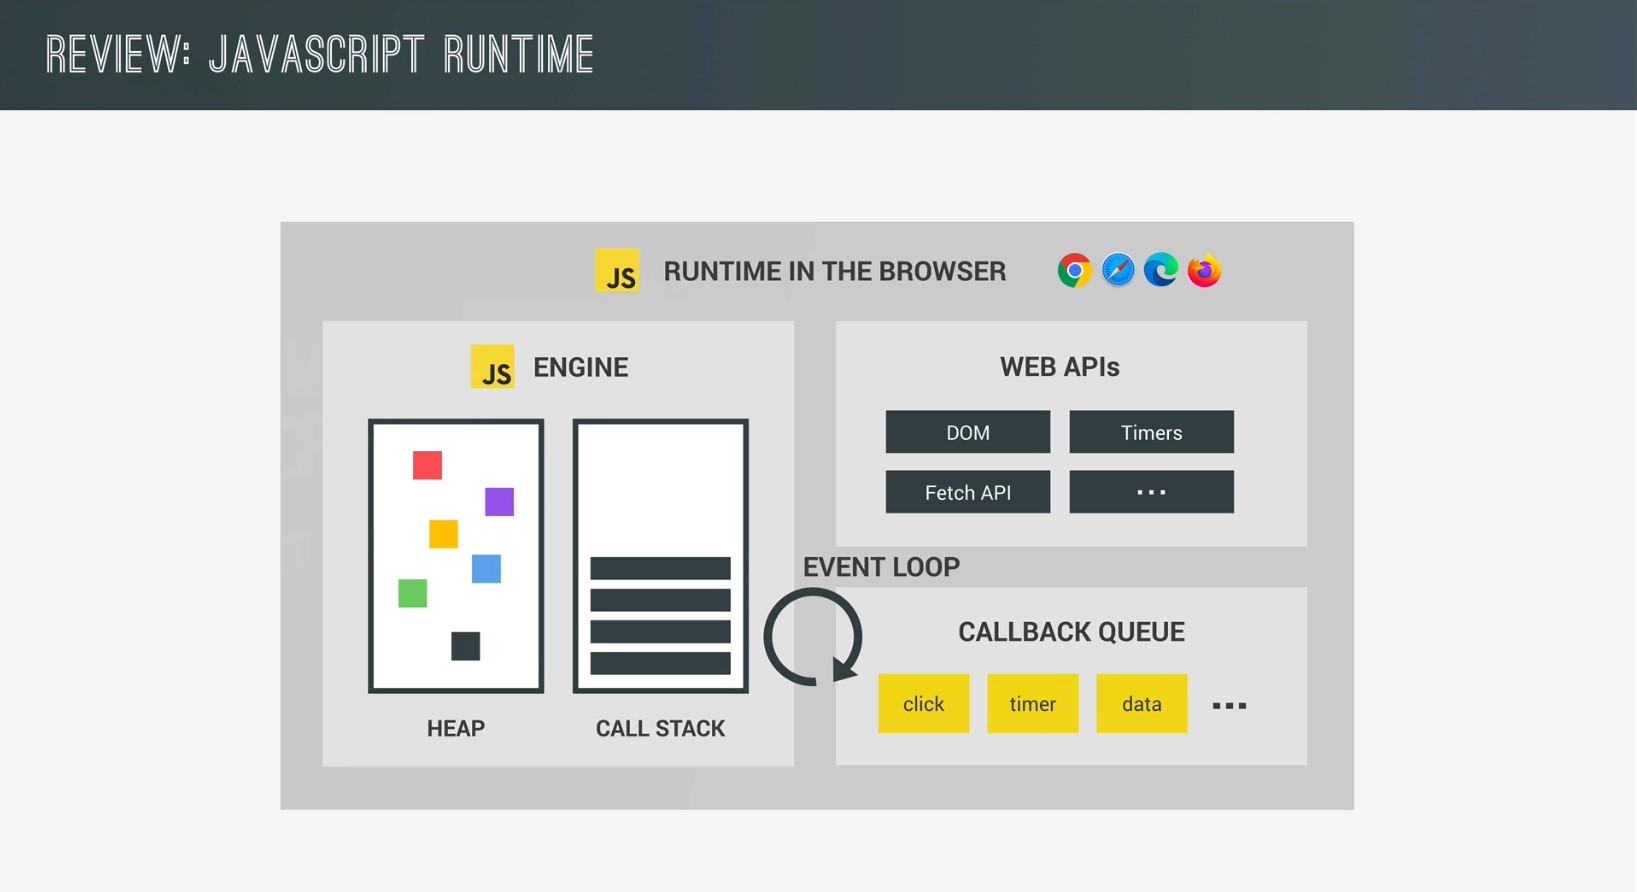 REVIEW: JAVASCRIPT RUNTIME
JS RUNTIME IN THE BROWSER
JS ENGINE
HEAP
CALL STACK
WEB APIs
DOM
Timers
Fetch API
...
EVENT LOOP
CALLBACK QUEUE
click
timer
data
...